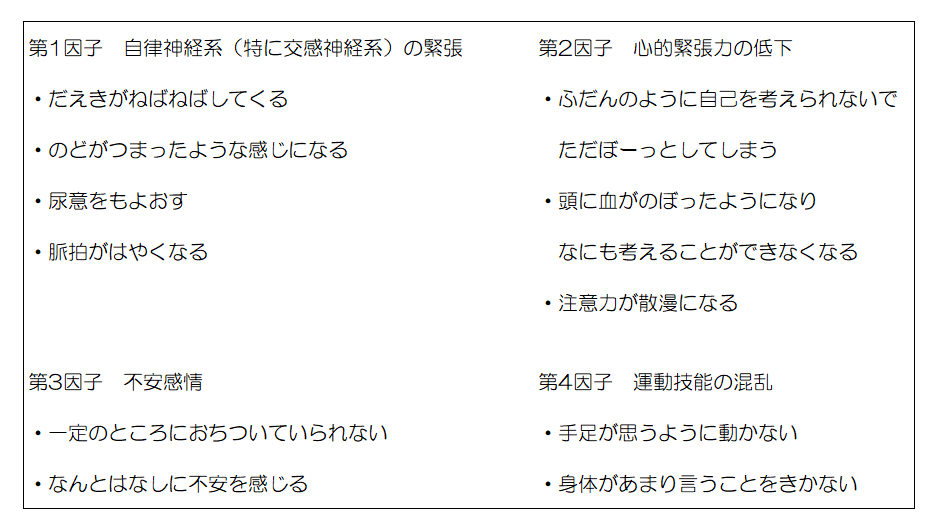 第1因子　自律神経系（特に交感神経系）の緊張
・だえきがねばねばしてくる
・のどがつまったような感じになる
・尿意をもよおす
・脈拍がはやくなる
第2因子　心的緊張力の低下
・ふだんのように自己を考えられないで
ただぼーっとしてしまう
・頭に血がのぼったようになり
なにも考えることができなくなる
・注意力が散漫になる
第3因子　不安感情
・一定のところにおちついていられない
・なんとはなしに不安を感じる
第4因子　運動技能の混乱
・手足が思うように動かない
・身体があまり言うことをきかない